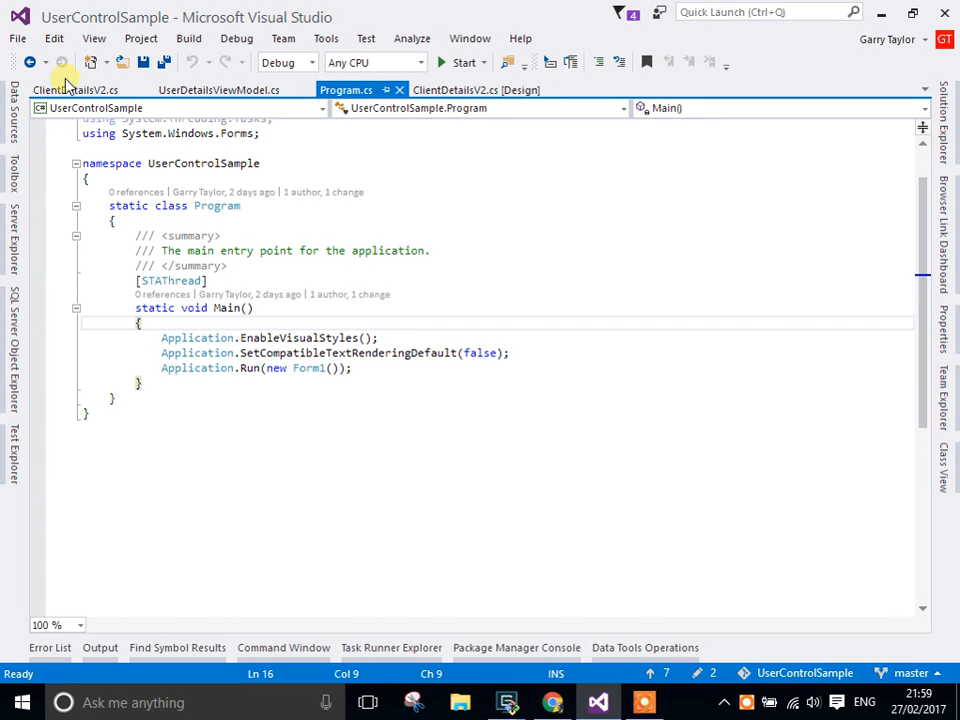 UserControlSample - Microsoft Visual Studio
4
Quick Launch (Ctrl+Q)
File Edit View Project Build Debug Team Tools Test Analyze Window Help
Garry Taylor GT
Debug Any CPU Start
ClientDetailsV2.cs UserDetailsViewModel.cs Program.cs ClientDetailsV2.cs [Design]
C# UserControlSample UserControlSample.Program Main()
using System.Threading.Tasks;
using System.Windows.Forms;
namespace UserControlSample
{
0 references | Garry Taylor, 2 days ago | 1 author, 1 change
static class Program
{
/// <summary>
/// The main entry point for the application.
/// </summary>
[STAThread]
0 references | Garry Taylor, 2 days ago | 1 author, 1 change
static void Main()
{
Application.EnableVisualStyles();
Application.SetCompatibleTextRenderingDefault(false);
Application.Run(new Form1());
}
}
}
Data Sources
Toolbox
Server Explorer
SQL Server Object Explorer
Test Explorer
Solution Explorer
Browser Link Dashboard
Properties
Team Explorer
Class View
100 %
Error List Output Find Symbol Results Command Window Task Runner Explorer Package Manager Console Data Tools Operations
Ready Ln 16 Col 9 Ch 9 INS 7 2 UserControlSample master
Ask me anything
ENG
21:59
27/02/2017